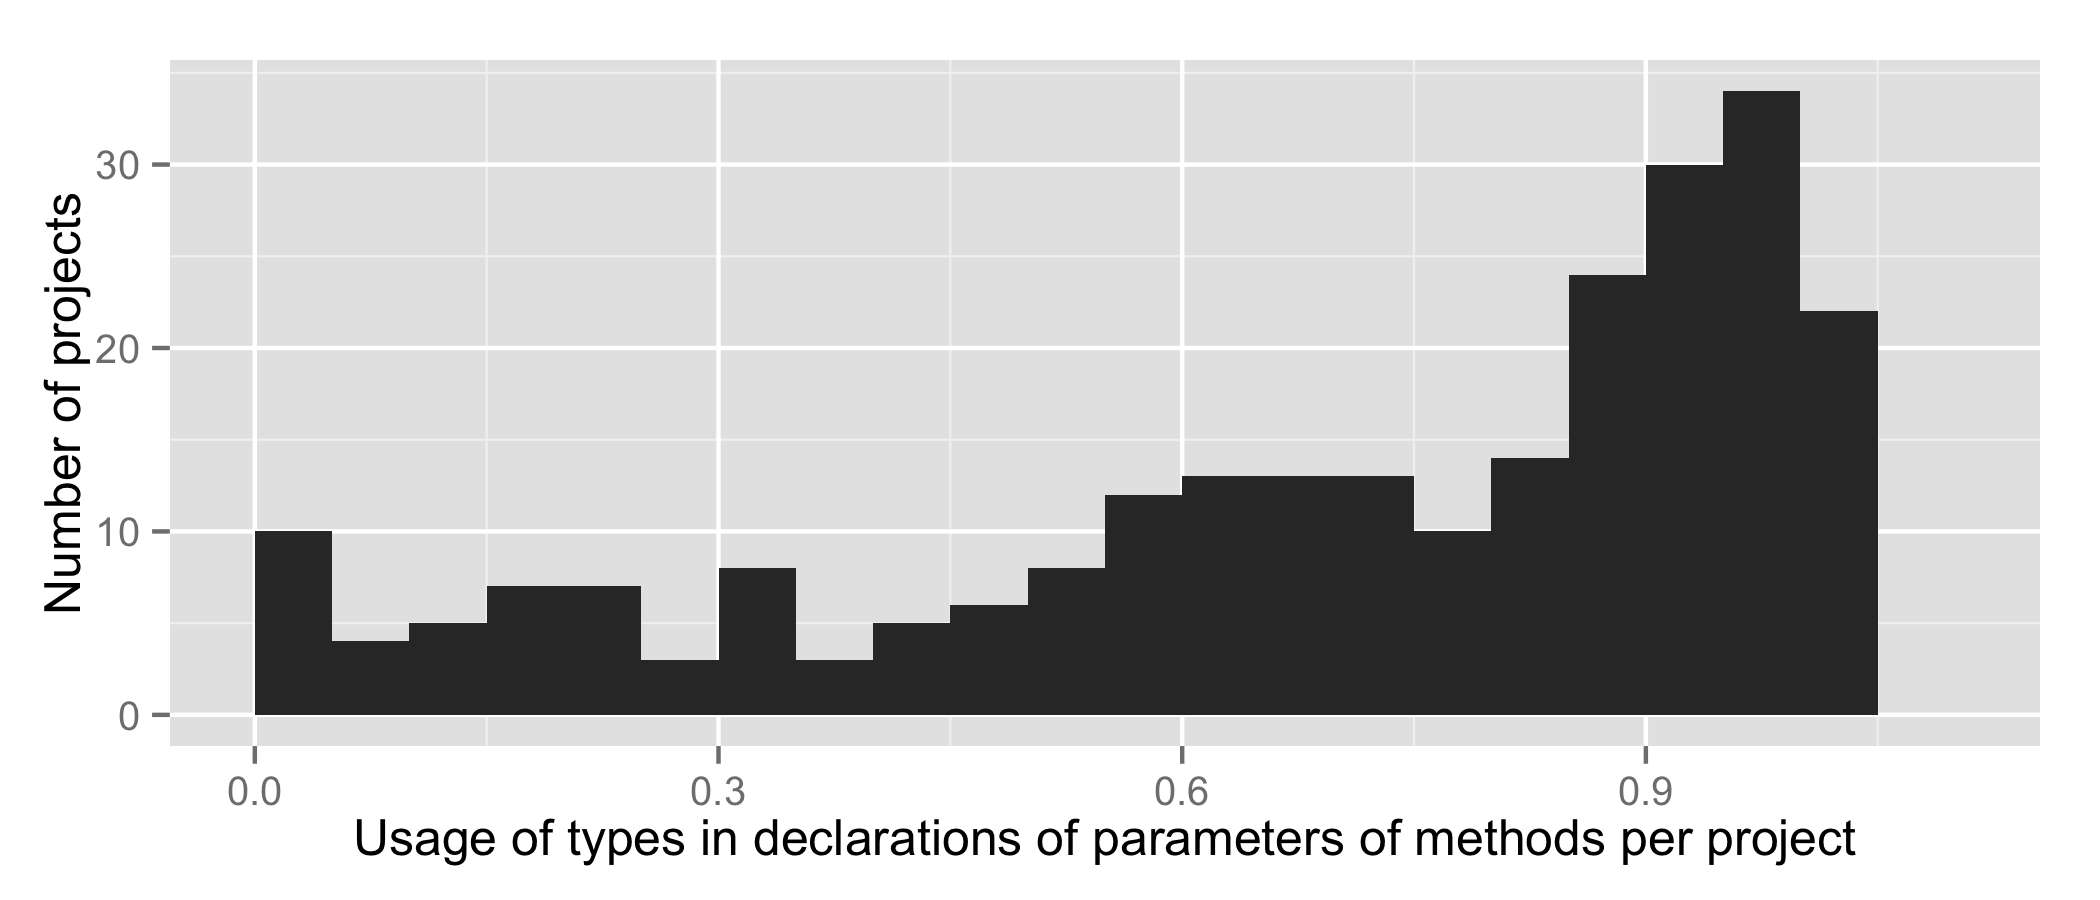 Number of projects
30
20
10
0
0.0 0.3 0.6 0.9
Usage of types in declarations of parameters of methods per project